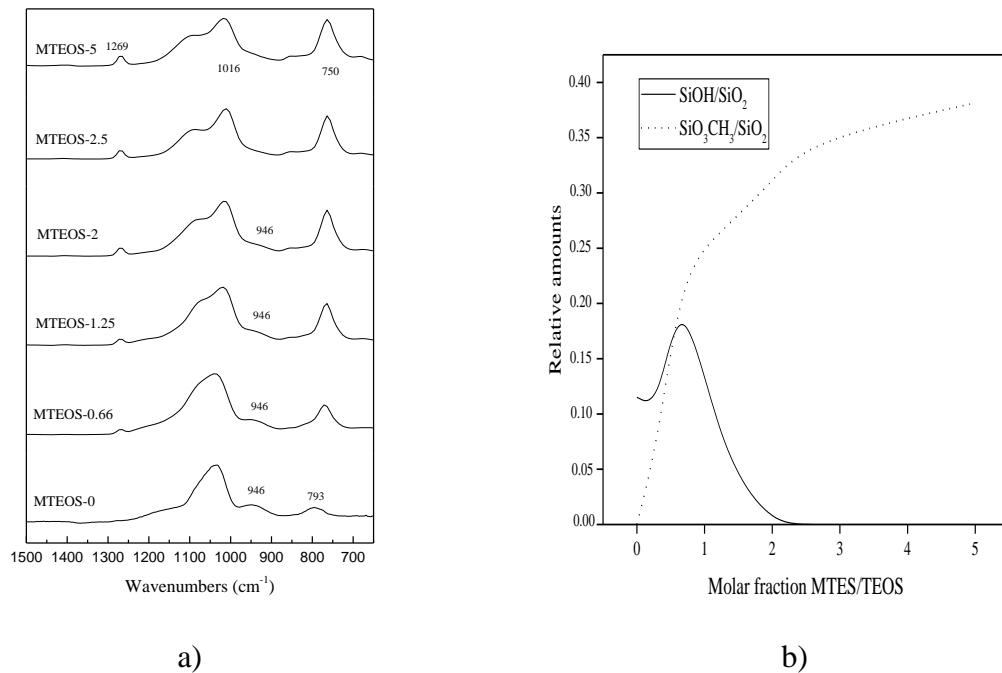 MTEOS-5
1269
1016
750
MTEOS-2.5
MTEOS-2
946
MTEOS-1.25
946
MTEOS-0.66
946
MTEOS-0
946
793
1500 1400 1300 1200 1100 1000 900 800 700
Wavenumbers (cm-1)
a)
SiOH/SiO2
SiO3CH3/SiO2
0.40
0.35
0.30
0.25
0.20
0.15
0.10
0.05
0.00
Relative amounts
0 1 2 3 4 5
Molar fraction MTES/TEOS
b)